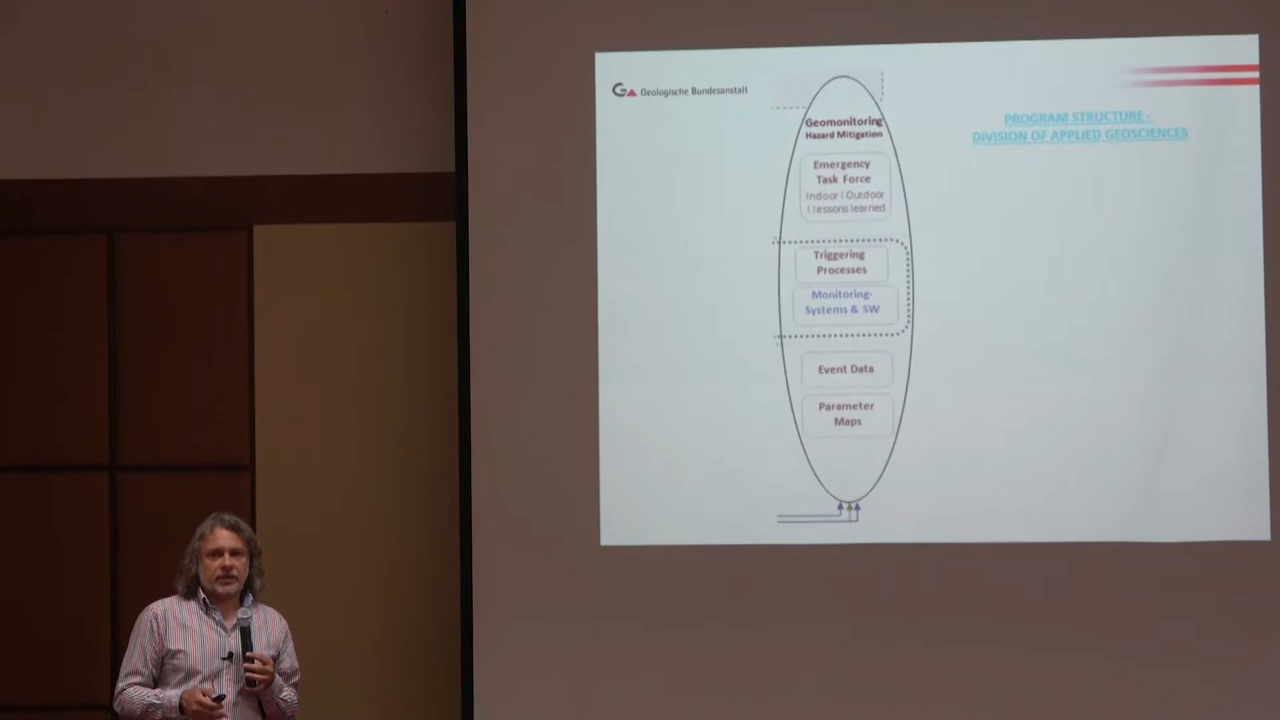 GA Geologische Bundesanstalt
PROGRAM STRUCTURE -
DIVISION OF APPLIED GEOSCIENCES
Geomonitoring
Hazard Mitigation
Emergency
Task Force
Indoor I Outdoor
I lessons learned
Triggering
Processes
Monitoring-
Systems & SW
Event Data
Parameter
Maps